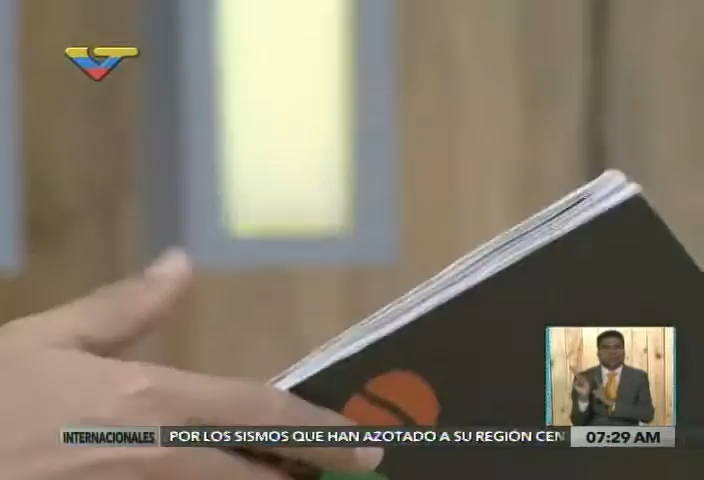 INTERNACIONALES POR LOS SISMOS QUE HAN AZOTADO A SU REGIÓN CEN 07:29 AM